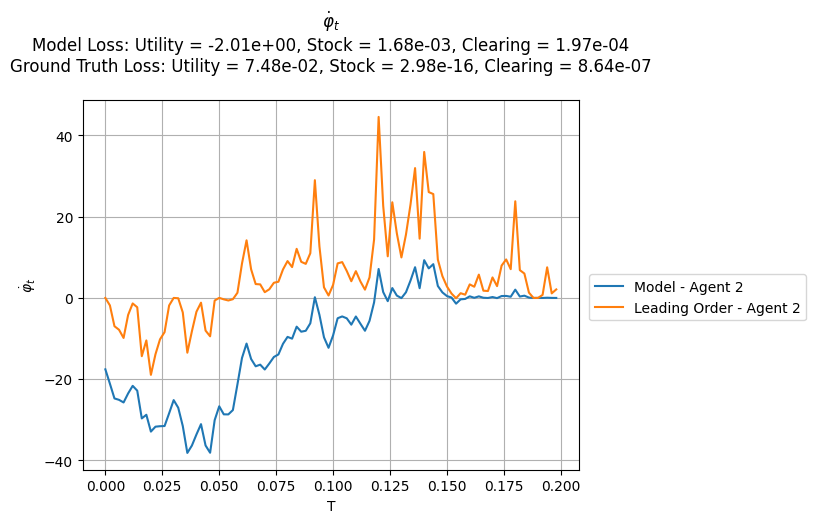 φ̇ₜ
Model Loss: Utility = -2.01e+00, Stock = 1.68e-03, Clearing = 1.97e-04
Ground Truth Loss: Utility = 7.48e-02, Stock = 2.98e-16, Clearing = 8.64e-07
40
20
0
−20
−40
φ̇ₜ
0.000 0.025 0.050 0.075 0.100 0.125 0.150 0.175 0.200
T
Model - Agent 2
Leading Order - Agent 2